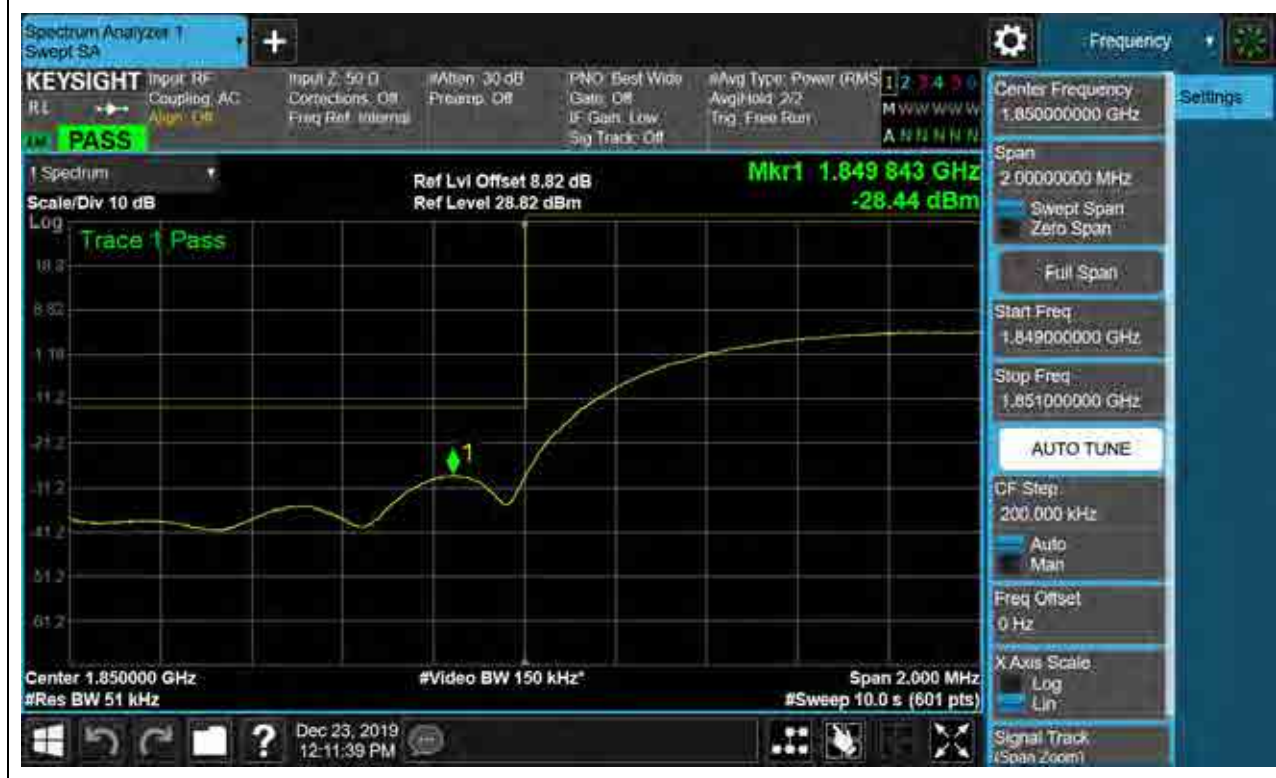 Spectrum Analyzer 1
Swept SA
+
Frequency
KEYSIGHT
RL
Input: RF
Coupling: AC
Align: Off
Input Z: 50 Ω
Corrections: Off
Freq Ref: Internal
#Atten: 30 dB
Preamp: Off
PNO: Best Wide
Gate: Off
IF Gain: Low
Sig Track: Off
#Avg Type: Power (RMS
Avg|Hold: 2/2
Trig: Free Run
1 2 3 4 5 6
M W W W W W
A N N N N N
PASS
1 Spectrum
Scale/Div 10 dB
Ref Lvl Offset 8.82 dB
Ref Level 28.82 dBm
Mkr1 1.849 843 GHz
-28.44 dBm
Log
Trace 1 Pass
18.8
8.82
-1.18
-11.2
-21.2
-31.2
-41.2
-51.2
-61.2
1
Center 1.850000 GHz
#Video BW 150 kHz*
Span 2.000 MHz
#Res BW 51 kHz
#Sweep 10.0 s (601 pts)
?
Dec 23, 2019
12:11:39 PM
Center Frequency
1.850000000 GHz
Settings
Span
2.00000000 MHz
Swept Span
Zero Span
Full Span
Start Freq
1.849000000 GHz
Stop Freq
1.851000000 GHz
AUTO TUNE
CF Step
200.000 kHz
Auto
Man
Freq Offset
0 Hz
X Axis Scale
Log
Lin
Signal Track
(Span Zoom)